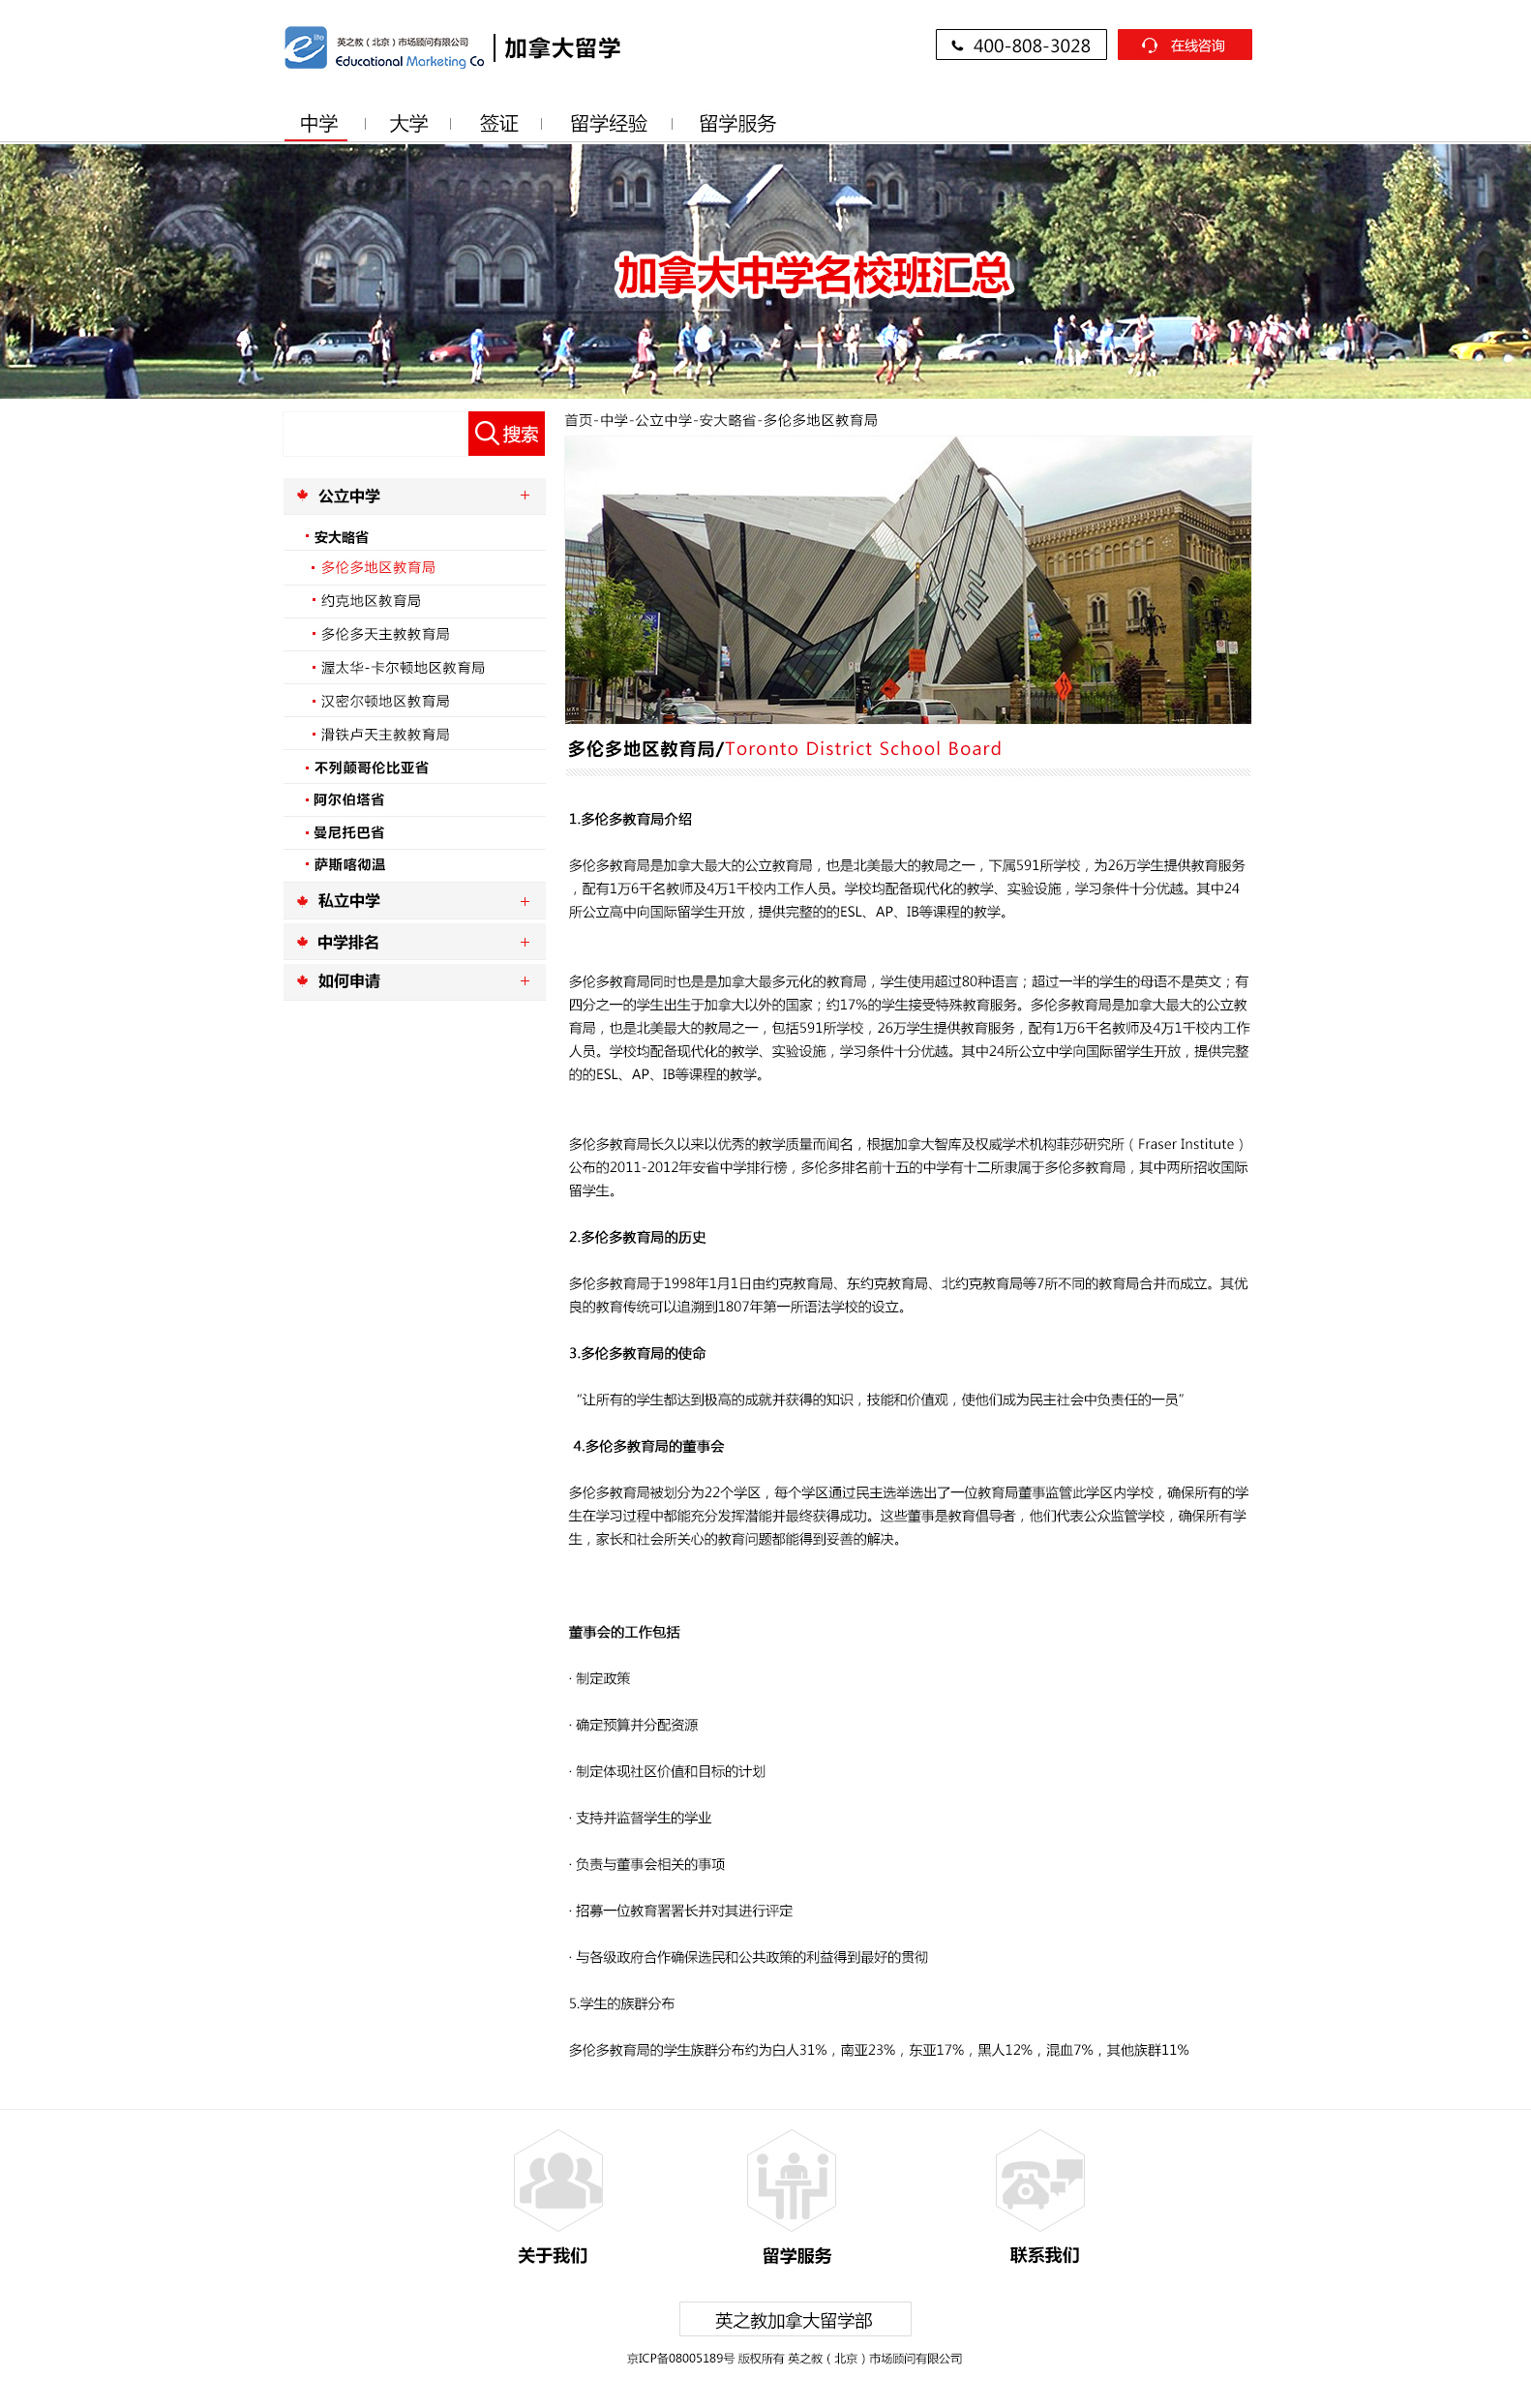 e life
英之教（北京）市场顾问有限公司
Educational Marketing Co
加拿大留学
400-808-3028
在线咨询
中学
大学
签证
留学经验
留学服务
加拿大中学名校班汇总
搜索
公立中学 +
安大略省
多伦多地区教育局
约克地区教育局
多伦多天主教教育局
渥太华-卡尔顿地区教育局
汉密尔顿地区教育局
滑铁卢天主教教育局
不列颠哥伦比亚省
阿尔伯塔省
曼尼托巴省
萨斯喀彻温
私立中学 +
中学排名 +
如何申请 +
首页-中学-公立中学-安大略省-多伦多地区教育局
多伦多地区教育局/Toronto District School Board
1.多伦多教育局介绍
多伦多教育局是加拿大最大的公立教育局，也是北美最大的教局之一，下属591所学校，为26万学生提供教育服务
，配有1万6千名教师及4万1千校内工作人员。学校均配备现代化的教学、实验设施，学习条件十分优越。其中24
所公立高中向国际留学生开放，提供完整的的ESL、AP、IB等课程的教学。
多伦多教育局同时也是是加拿大最多元化的教育局，学生使用超过80种语言；超过一半的学生的母语不是英文；有
四分之一的学生出生于加拿大以外的国家；约17%的学生接受特殊教育服务。多伦多教育局是加拿大最大的公立教
育局，也是北美最大的教局之一，包括591所学校，26万学生提供教育服务，配有1万6千名教师及4万1千校内工作
人员。学校均配备现代化的教学、实验设施，学习条件十分优越。其中24所公立中学向国际留学生开放，提供完整
的的ESL、AP、IB等课程的教学。
多伦多教育局长久以来以优秀的教学质量而闻名，根据加拿大智库及权威学术机构菲莎研究所（Fraser Institute）
公布的2011-2012年安省中学排行榜，多伦多排名前十五的中学有十二所隶属于多伦多教育局，其中两所招收国际
留学生。
2.多伦多教育局的历史
多伦多教育局于1998年1月1日由约克教育局、东约克教育局、北约克教育局等7所不同的教育局合并而成立。其优
良的教育传统可以追溯到1807年第一所语法学校的设立。
3.多伦多教育局的使命
“让所有的学生都达到极高的成就并获得的知识，技能和价值观，使他们成为民主社会中负责任的一员”
4.多伦多教育局的董事会
多伦多教育局被划分为22个学区，每个学区通过民主选举选出了一位教育局董事监管此学区内学校，确保所有的学
生在学习过程中都能充分发挥潜能并最终获得成功。这些董事是教育倡导者，他们代表公众监管学校，确保所有学
生，家长和社会所关心的教育问题都能得到妥善的解决。
董事会的工作包括
· 制定政策
· 确定预算并分配资源
· 制定体现社区价值和目标的计划
· 支持并监督学生的学业
· 负责与董事会相关的事项
· 招募一位教育署署长并对其进行评定
· 与各级政府合作确保选民和公共政策的利益得到最好的贯彻
5.学生的族群分布
多伦多教育局的学生族群分布约为白人31%，南亚23%，东亚17%，黑人12%，混血7%，其他族群11%
关于我们
留学服务
联系我们
英之教加拿大留学部
京ICP备08005189号 版权所有 英之教（北京）市场顾问有限公司